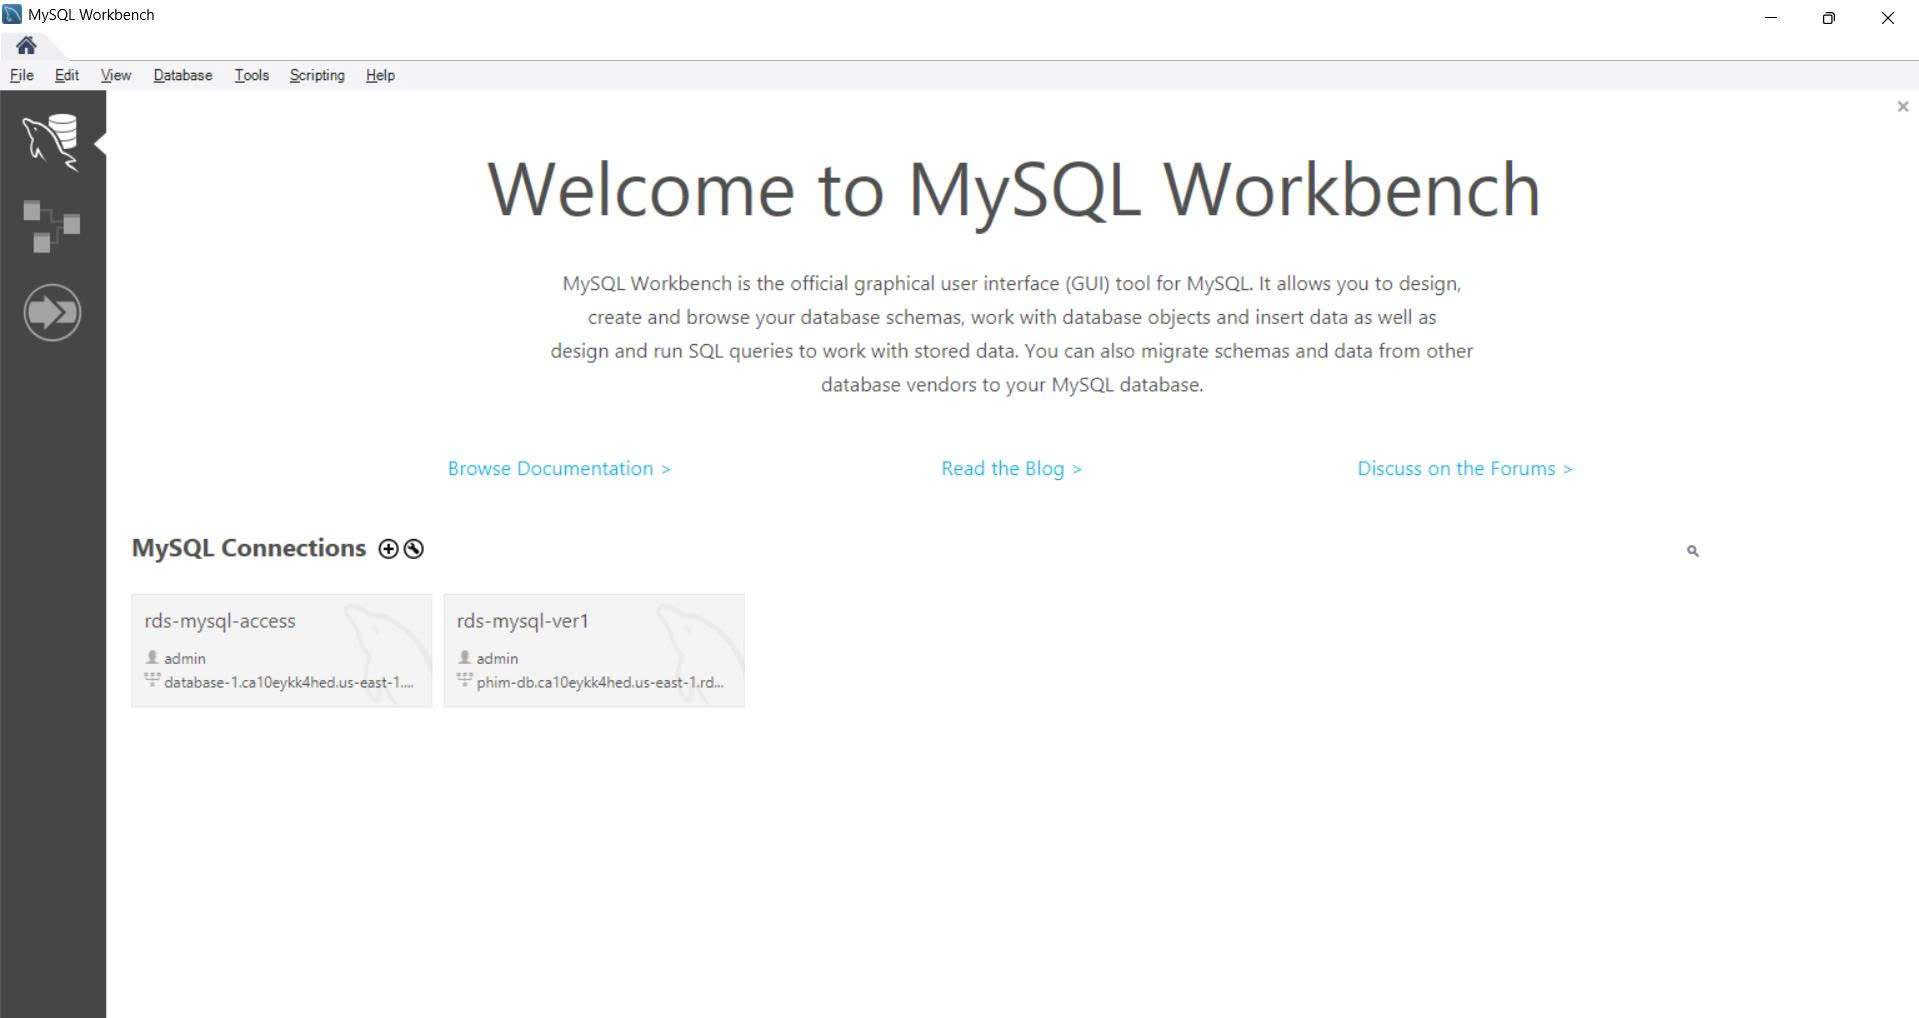 MySQL Workbench
File Edit View Database Tools Scripting Help
Welcome to MySQL Workbench
MySQL Workbench is the official graphical user interface (GUI) tool for MySQL. It allows you to design,
create and browse your database schemas, work with database objects and insert data as well as
design and run SQL queries to work with stored data. You can also migrate schemas and data from other
database vendors to your MySQL database.
Browse Documentation > Read the Blog > Discuss on the Forums >
MySQL Connections
rds-mysql-access
admin
database-1.ca10eykk4hed.us-east-1....
rds-mysql-ver1
admin
phim-db.ca10eykk4hed.us-east-1.rd...